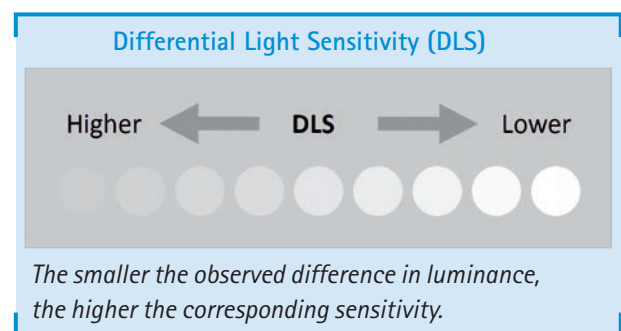 Differential Light Sensitivity (DLS)
Higher DLS Lower
The smaller the observed difference in luminance,
the higher the corresponding sensitivity.